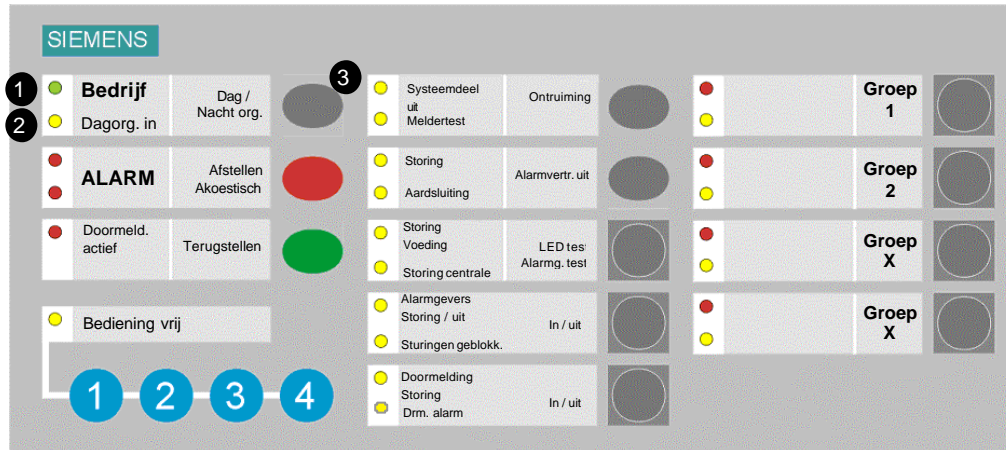 SIEMENS
1
Bedrijf
2
Dagorg. in
Dag /
Nacht org.
ALARM
Afstellen
Akoestisch
Doormeld.
actief
Terugstellen
Bediening vrij
1 2 3 4
3
Systeemdeel
uit
Meldertest
Ontruiming
Storing
Aardsluiting
Alarmvertr. uit
Storing
Voeding
Storing centrale
LED test
Alarmg. test
Alarmgevers
Storing / uit
Sturingen geblokk.
In / uit
Doormelding
Storing
Drm. alarm
In / uit
Groep
1
Groep
2
Groep
X
Groep
X